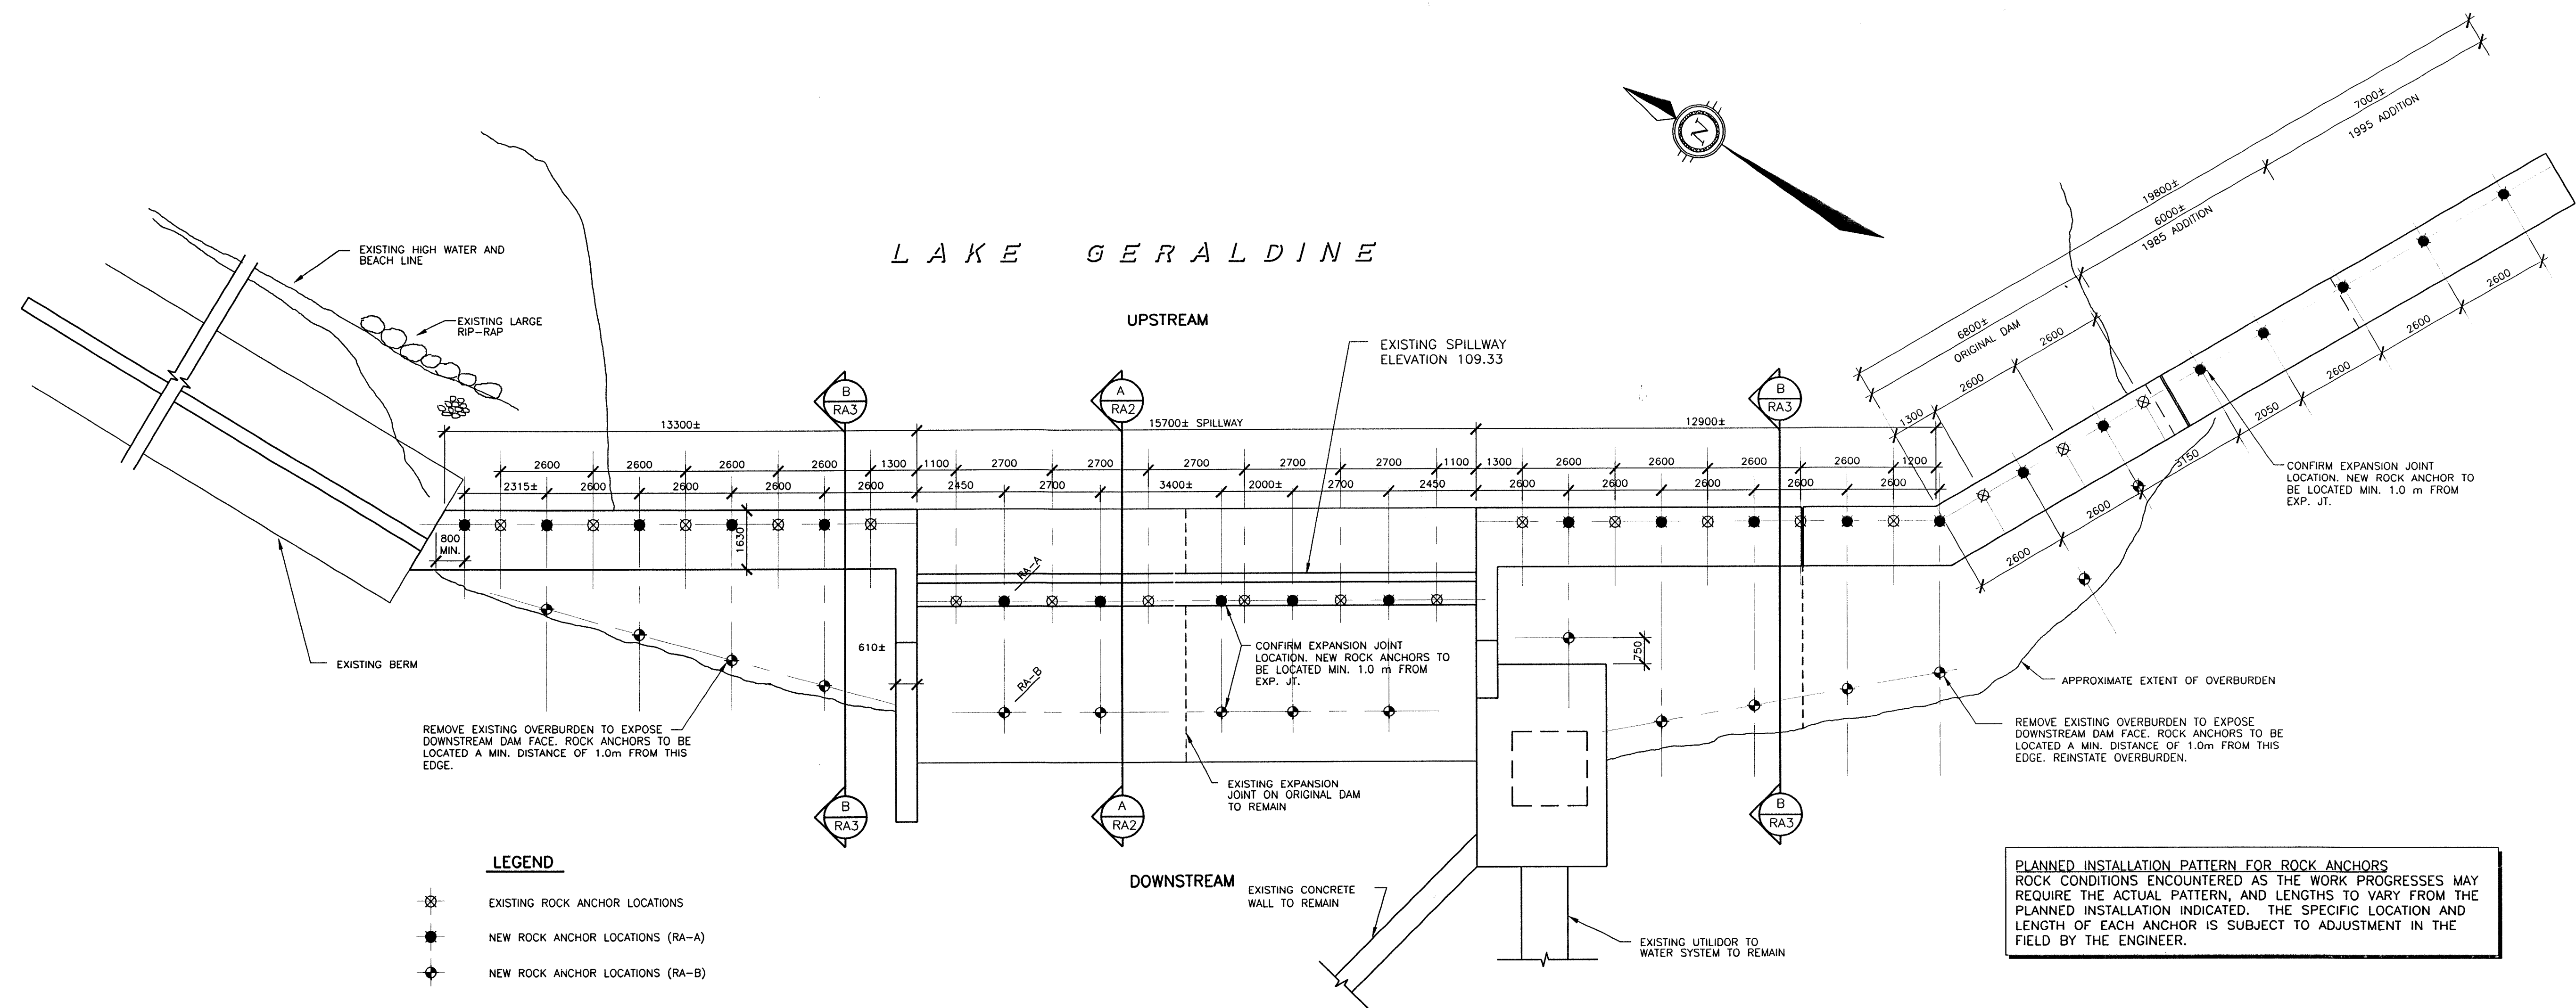 7000±
1995 ADDITION
19800±
6000±
1985 ADDITION
N
LAKE GERALDINE
UPSTREAM
EXISTING HIGH WATER AND
BEACH LINE
EXISTING LARGE
RIP-RAP
EXISTING SPILLWAY
ELEVATION 109.33
6800±
ORIGINAL DAM
2600
2600
1300
B
RA3
A
RA2
B
RA3
13300±
15700± SPILLWAY
12900±
2600 2600 2600 2600 1300 1100 2700 2700 2700 2700 2700 1100 1300 2600 2600 2600 2600 1200
2315± 2600 2600 2600 2600 2450 2700 3400± 2000± 2700 2450 2600 2600 2600 2600 2600
2600
2600
2600
2050
3150
2600
2600
CONFIRM EXPANSION JOINT
LOCATION. NEW ROCK ANCHOR TO
BE LOCATED MIN. 1.0 m FROM
EXP. JT.
800
MIN.
1630
RA-A
610±
RA-B
CONFIRM EXPANSION JOINT
LOCATION. NEW ROCK ANCHORS TO
BE LOCATED MIN. 1.0 m FROM
EXP. JT.
750
EXISTING BERM
APPROXIMATE EXTENT OF OVERBURDEN
REMOVE EXISTING OVERBURDEN TO EXPOSE
DOWNSTREAM DAM FACE. ROCK ANCHORS TO BE
LOCATED A MIN. DISTANCE OF 1.0m FROM THIS
EDGE.
REMOVE EXISTING OVERBURDEN TO EXPOSE
DOWNSTREAM DAM FACE. ROCK ANCHORS TO BE
LOCATED A MIN. DISTANCE OF 1.0m FROM THIS
EDGE. REINSTATE OVERBURDEN.
EXISTING EXPANSION
JOINT ON ORIGINAL DAM
TO REMAIN
B
RA3
A
RA2
B
RA3
DOWNSTREAM
EXISTING CONCRETE
WALL TO REMAIN
EXISTING UTILIDOR TO
WATER SYSTEM TO REMAIN
LEGEND
EXISTING ROCK ANCHOR LOCATIONS
NEW ROCK ANCHOR LOCATIONS (RA-A)
NEW ROCK ANCHOR LOCATIONS (RA-B)
PLANNED INSTALLATION PATTERN FOR ROCK ANCHORS
ROCK CONDITIONS ENCOUNTERED AS THE WORK PROGRESSES MAY
REQUIRE THE ACTUAL PATTERN, AND LENGTHS TO VARY FROM THE
PLANNED INSTALLATION INDICATED. THE SPECIFIC LOCATION AND
LENGTH OF EACH ANCHOR IS SUBJECT TO ADJUSTMENT IN THE
FIELD BY THE ENGINEER.